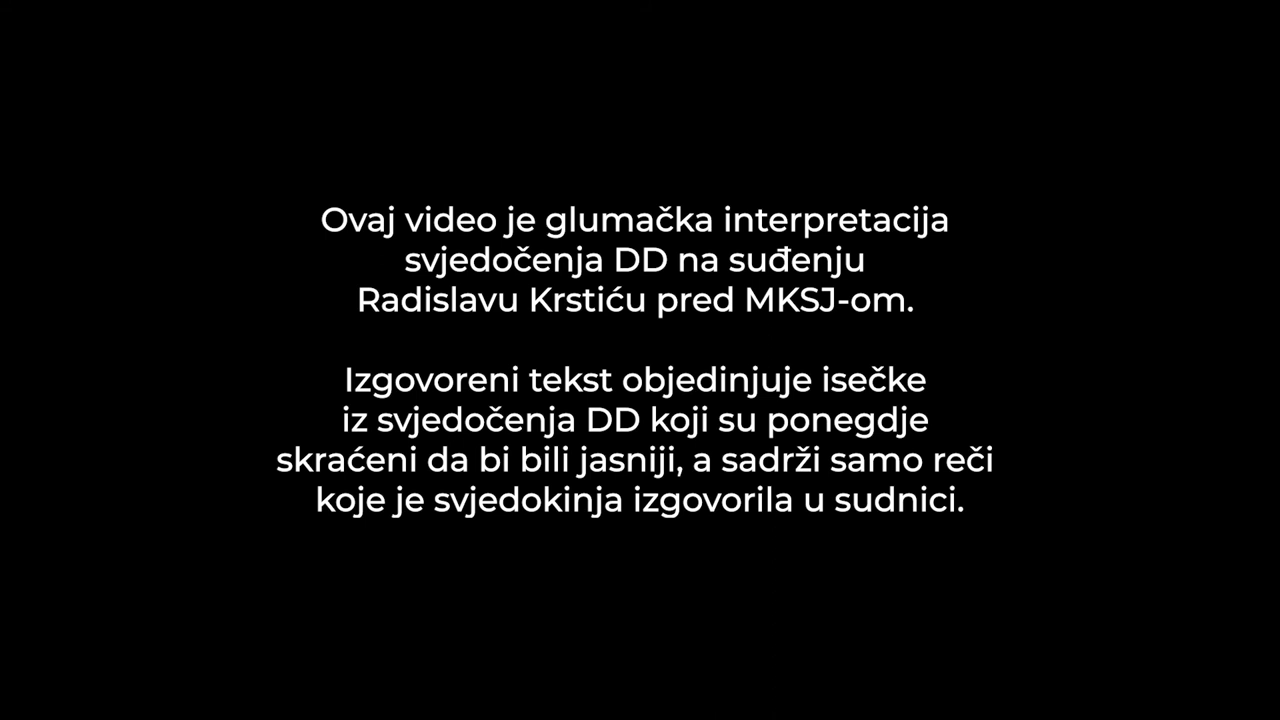 Ovaj video je glumačka interpretacija
svjedočenja DD na suđenju
Radislavu Krstiću pred MKSJ-om.
Izgovoreni tekst objedinjuje isečke
iz svjedočenja DD koji su ponegdje
skraćeni da bi bili jasniji, a sadrži samo reči
koje je svjedokinja izgovorila u sudnici.